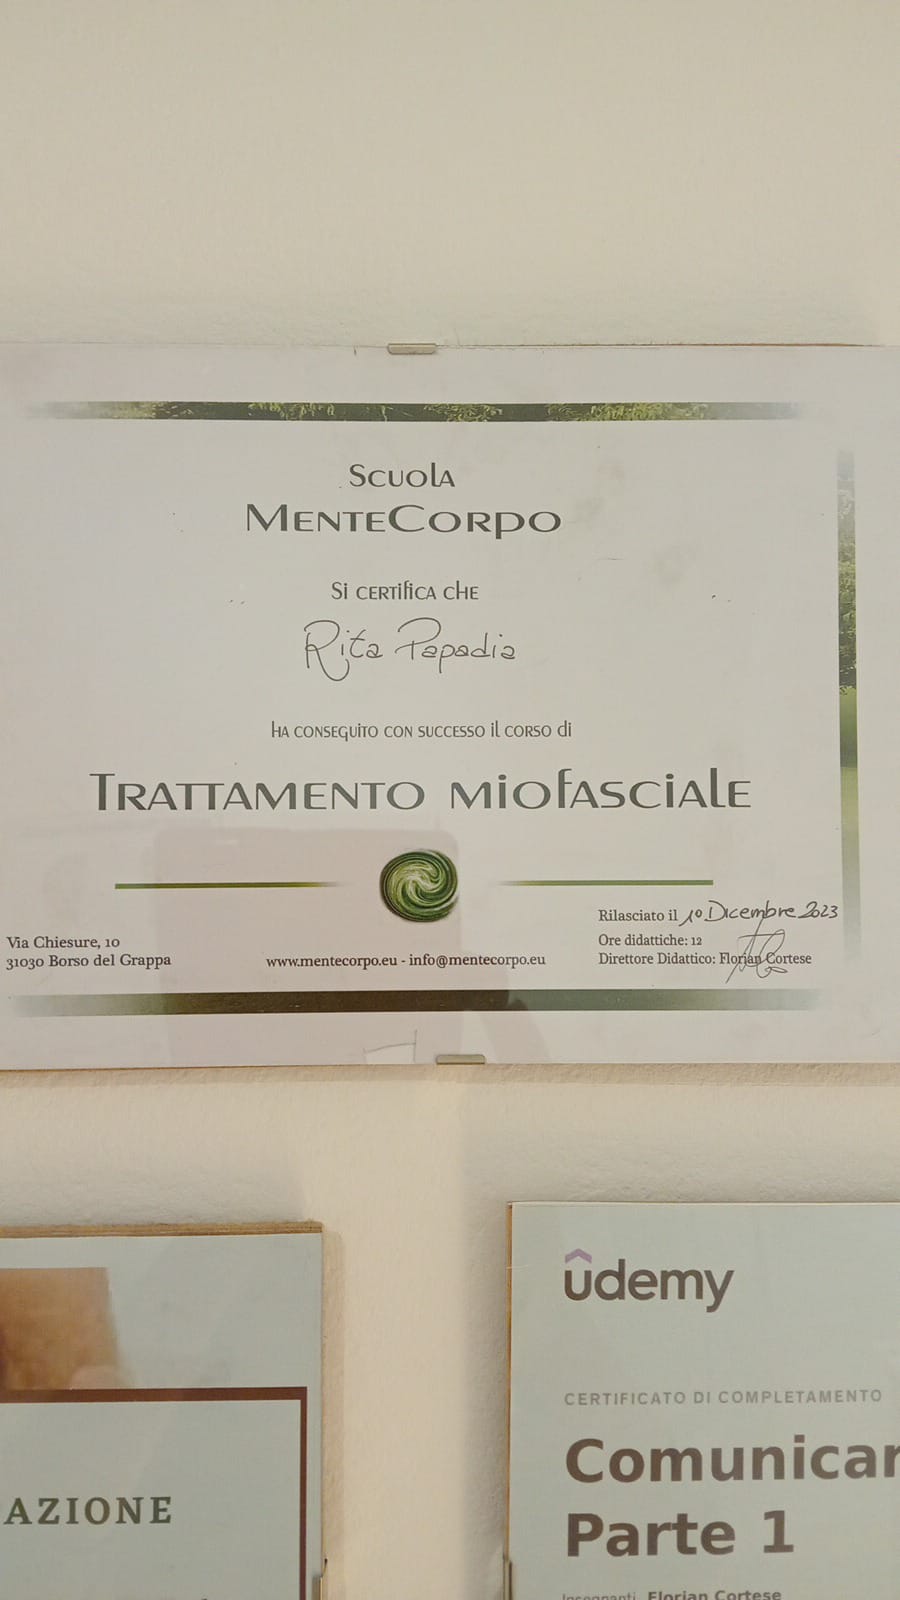 Scuola
MenteCorpo
Si certifica che
Rita Papadia
ha conseguito con successo il corso di
Trattamento miofasciale
Via Chiesure, 10
31030 Borso del Grappa
www.mentecorpo.eu - info@mentecorpo.eu
Rilasciato il 10 Dicembre 2023
Ore didattiche: 12
Direttore Didattico: Florian Cortese
AZIONE
udemy
CERTIFICATO DI COMPLETAMENTO
Comunicar
Parte 1
Insegnanti Florian Cortese